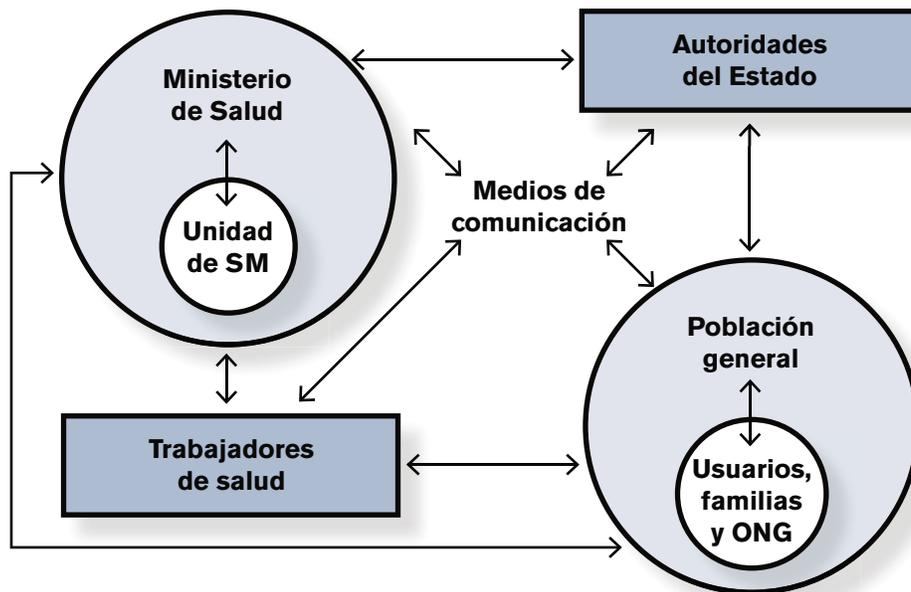 Ministerio
de Salud
Unidad
de SM
Autoridades
del Estado
Medios de
comunicación
Población
general
Usuarios,
familias
y ONG
Trabajadores
de salud